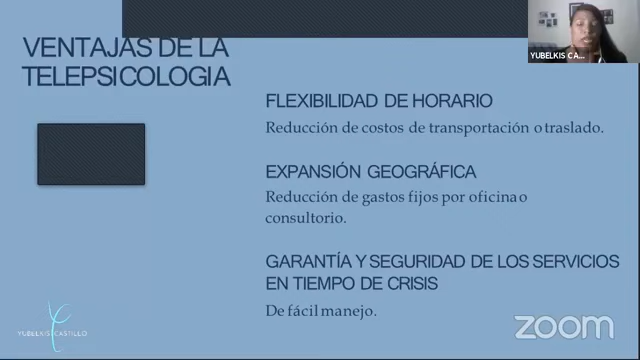 VENTAJAS DE LA
TELEPSICOLOGIA
YUBELKIS CA...
FLEXIBILIDAD DE HORARIO
Reducción de costos de transportación o traslado.
EXPANSIÓN GEOGRÁFICA
Reducción de gastos fijos por oficina o
consultorio.
GARANTÍA Y SEGURIDAD DE LOS SERVICIOS
EN TIEMPO DE CRISIS
De fácil manejo.
YUBELKIS CASTILLO
zoom